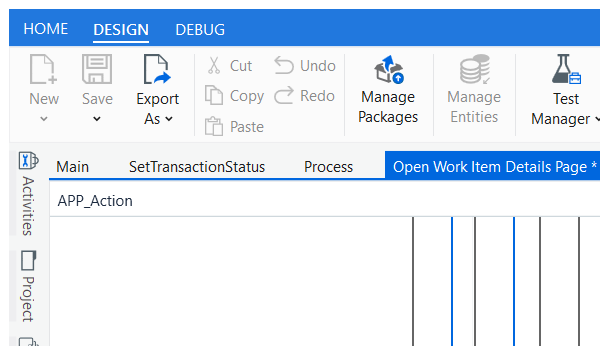 HOME DESIGN DEBUG
New Save Export As Cut Copy Paste Undo Redo Manage Packages Manage Entities Test Manager
Main SetTransactionStatus Process Open Work Item Details Page *
APP_Action
Activities
Project